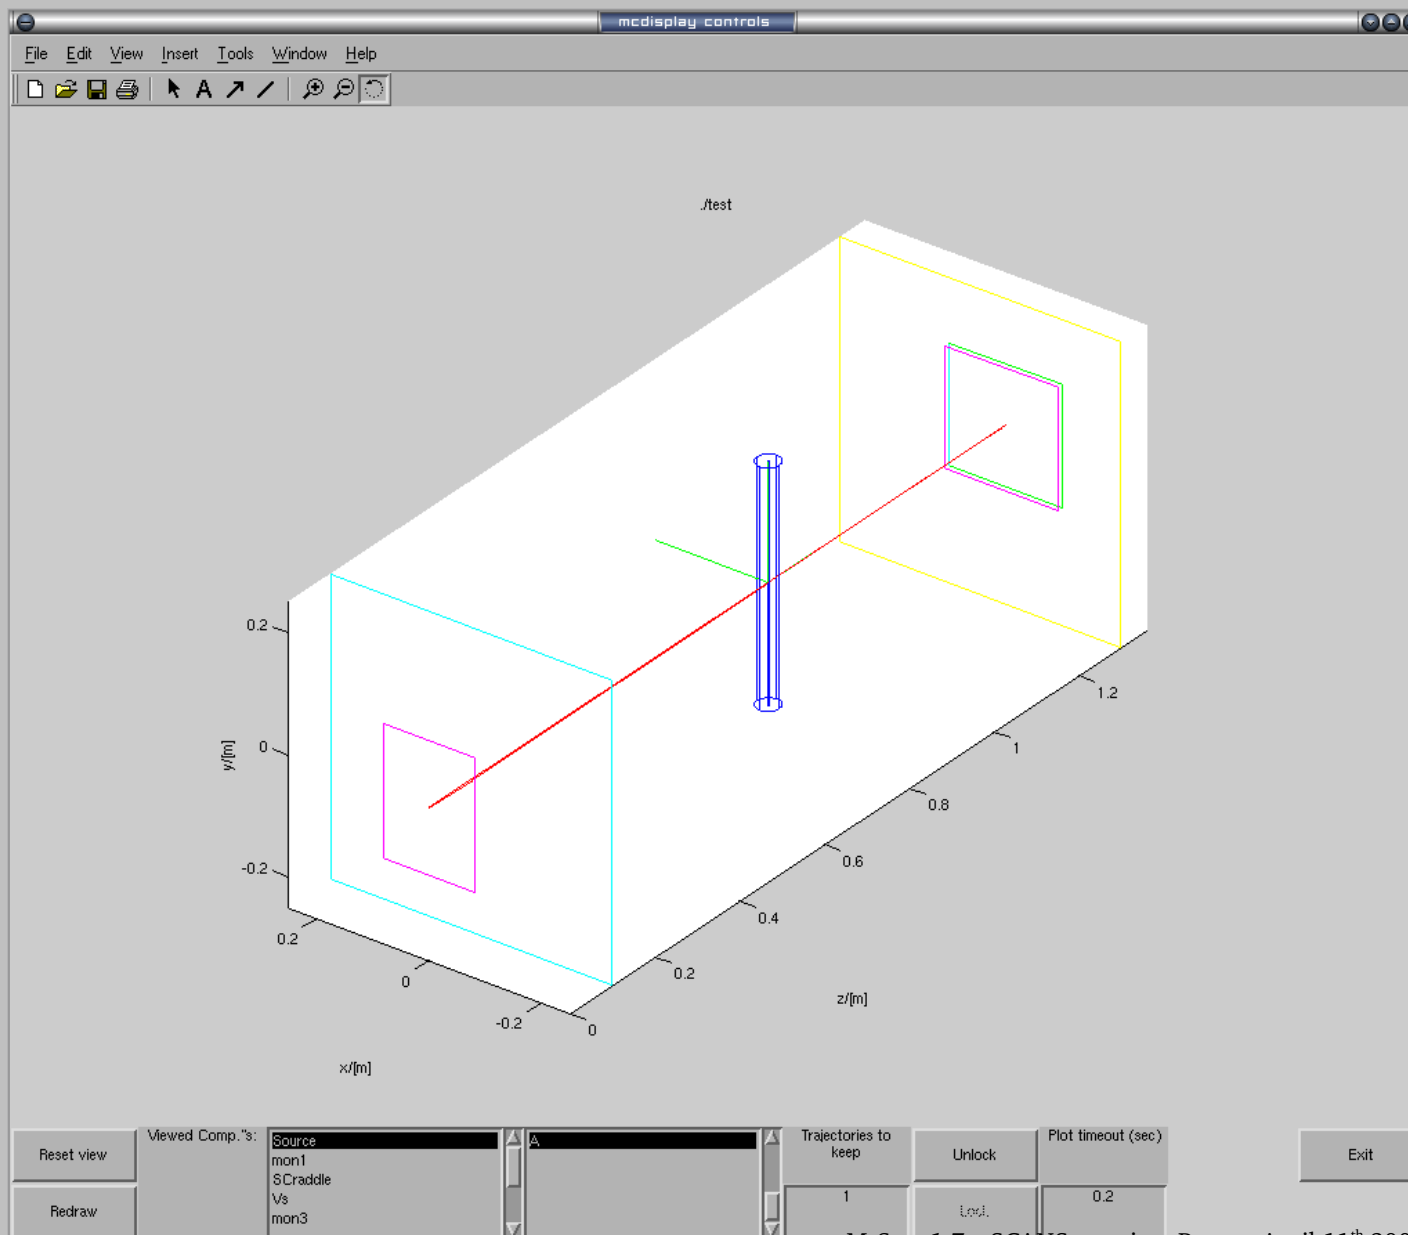 mcdisplay controls
File Edit View Insert Tools Window Help
A
./test
0.2
0
-0.2
y/[m]
0.2
0
-0.2
x/[m]
0
0.2
0.4
0.6
0.8
1
1.2
z/[m]
Reset view
Redraw
Viewed Comp."s:
Source
mon1
SCraddle
Vs
mon3
A
Trajectories to
keep
1
Unlock
Plot timeout (sec)
0.2
Exit